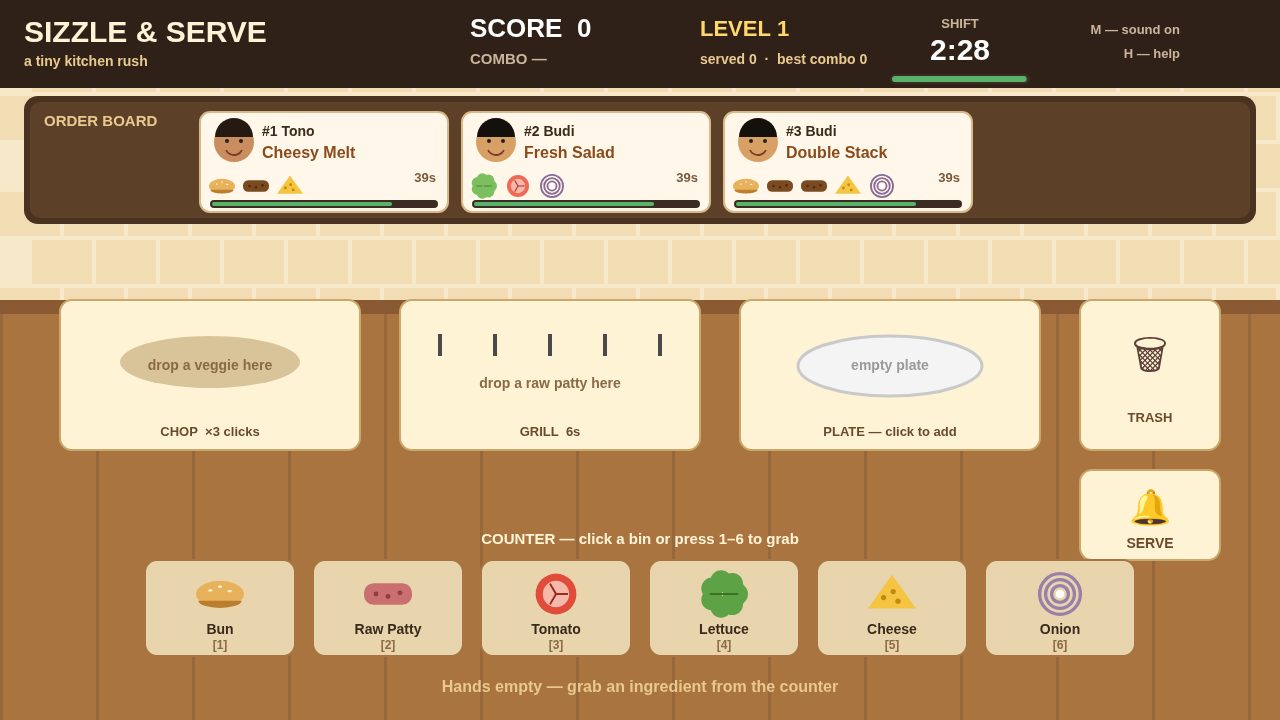 SIZZLE & SERVE
a tiny kitchen rush
SCORE 0
COMBO —
LEVEL 1
served 0 · best combo 0
SHIFT
2:28
M — sound on
H — help
ORDER BOARD
#1 Tono
Cheesy Melt
39s
#2 Budi
Fresh Salad
39s
#3 Budi
Double Stack
39s
drop a veggie here
CHOP ×3 clicks
drop a raw patty here
GRILL 6s
empty plate
PLATE — click to add
TRASH
SERVE
COUNTER — click a bin or press 1–6 to grab
Bun
[1]
Raw Patty
[2]
Tomato
[3]
Lettuce
[4]
Cheese
[5]
Onion
[6]
Hands empty — grab an ingredient from the counter